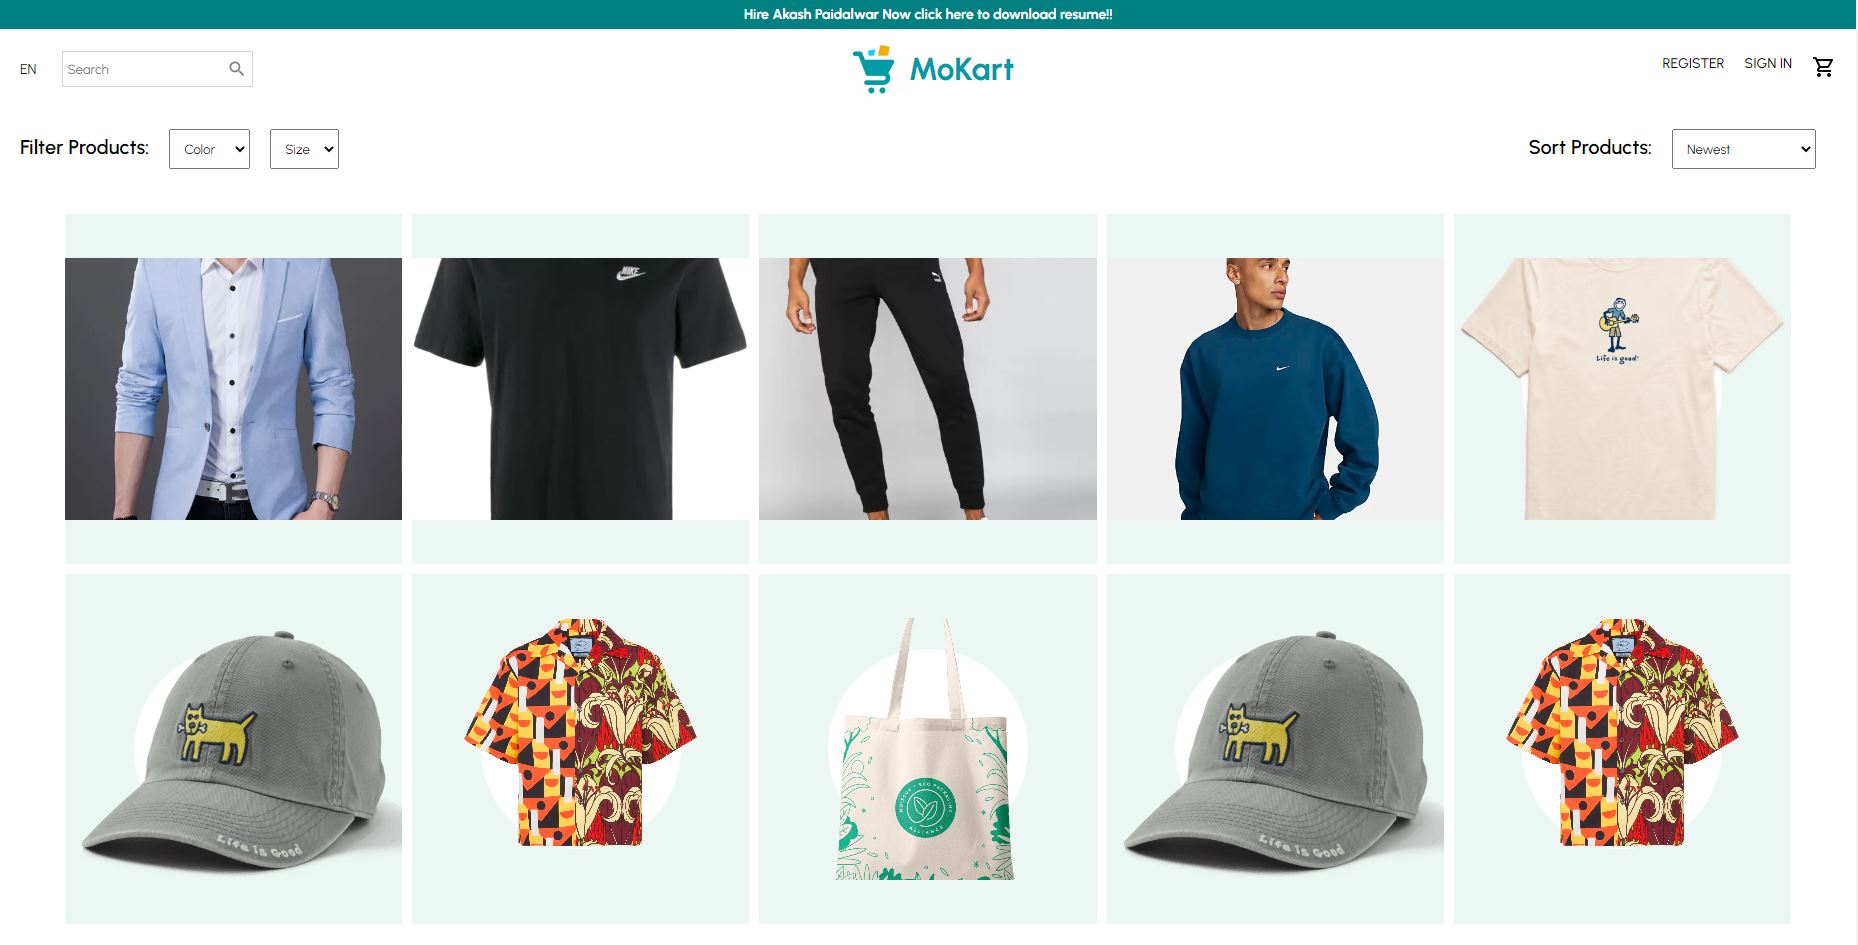 Hire Akash Paidalwar Now click here to download resume!!
EN
Search
MoKart
REGISTER
SIGN IN
Filter Products:
Color
Size
Sort Products:
Newest
NIKE
Life is good!
Life is Good
ALLIANCE
Life is Good